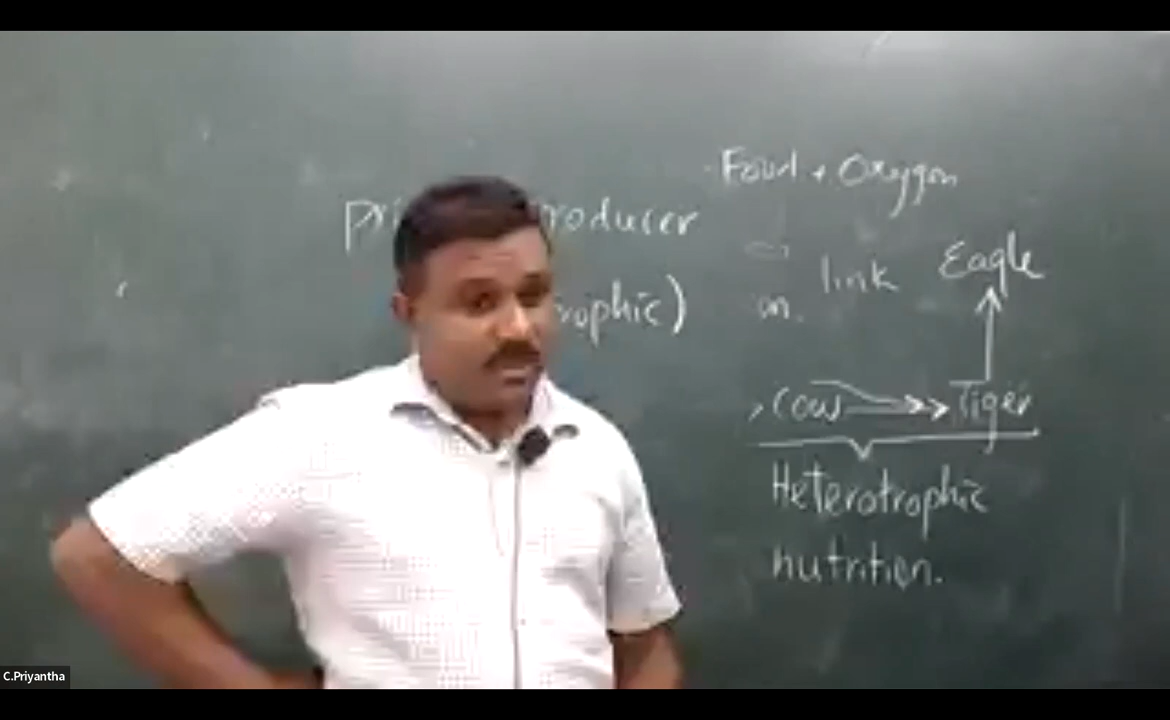 Food + Oxygen
Pri roducer
link Eagle
rophic) on.
Cow Tiger
Heterotrophic
nutrition.
C.Priyantha